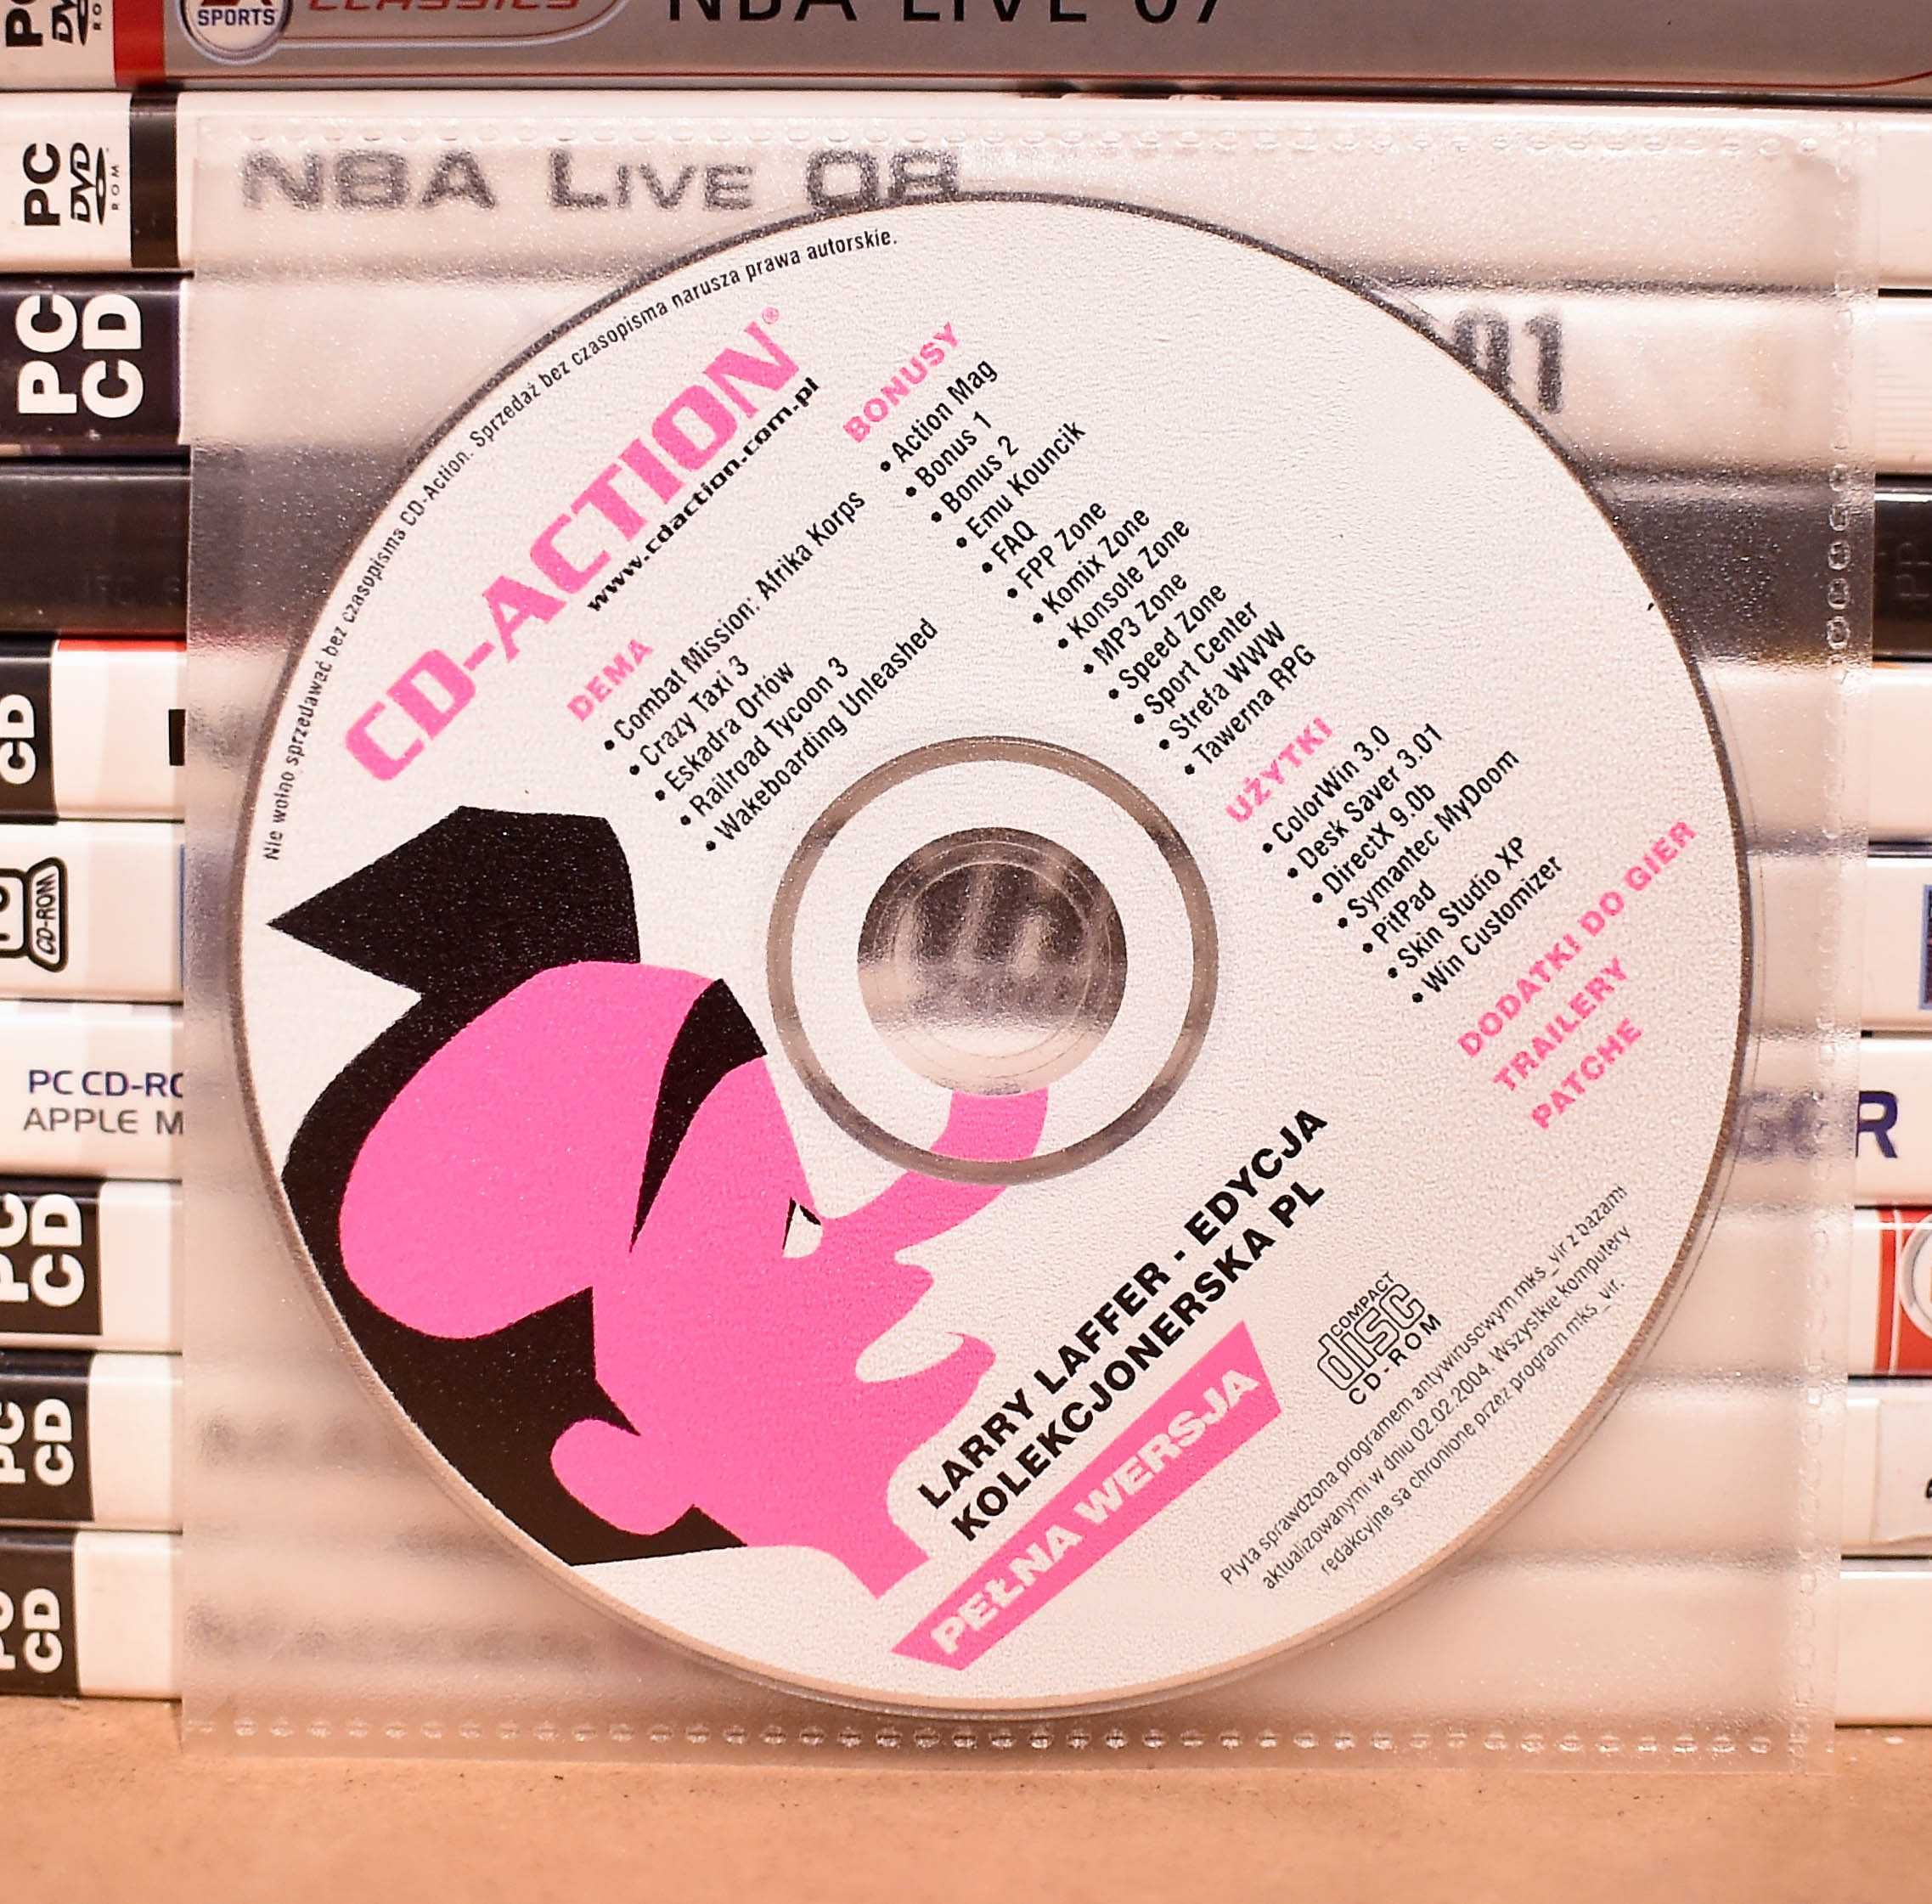 SPORTS
CLASSICS
NBA LIVE 07
PC
DVD
ROM
NBA LIVE 08
PC
CD
01
CD
CD-ROM
PC CD-RO
APPLE M
R
PC
CD
PC
CD
CD
Nie wolno sprzedawać bez czasopisma CD-Action. Sprzedaż bez czasopisma narusza prawa autorskie.
CD-ACTION®
www.cdaction.com.pl
DEMA
• Combat Mission: Afrika Korps
• Crazy Taxi 3
• Eskadra Orłów
• Railroad Tycoon 3
• Wakeboarding Unleashed
BONUSY
• Action Mag
• Bonus 1
• Bonus 2
• Emu Kouncik
• FAQ
• FPP Zone
• Komix Zone
• Konsole Zone
• MP3 Zone
• Speed Zone
• Sport Center
• Strefa WWW
• Tawerna RPG
UŻYTKI
• ColorWin 3.0
• Desk Saver 3.01
• DirectX 9.0b
• Symantec MyDoom
• PitPad
• Skin Studio XP
• Win Customizer
DODATKI DO GIER
TRAILERY
PATCHE
LARRY LAFFER - EDYCJA
KOLEKCJONERSKA PL
PEŁNA WERSJA
COMPACT
disc
CD-ROM
Płyta sprawdzona programem antywirusowym mks_vir z bazami
aktualizowanymi w dniu 02.02.2004. Wszystkie komputery
redakcyjne sa chronione przez program mks_vir.